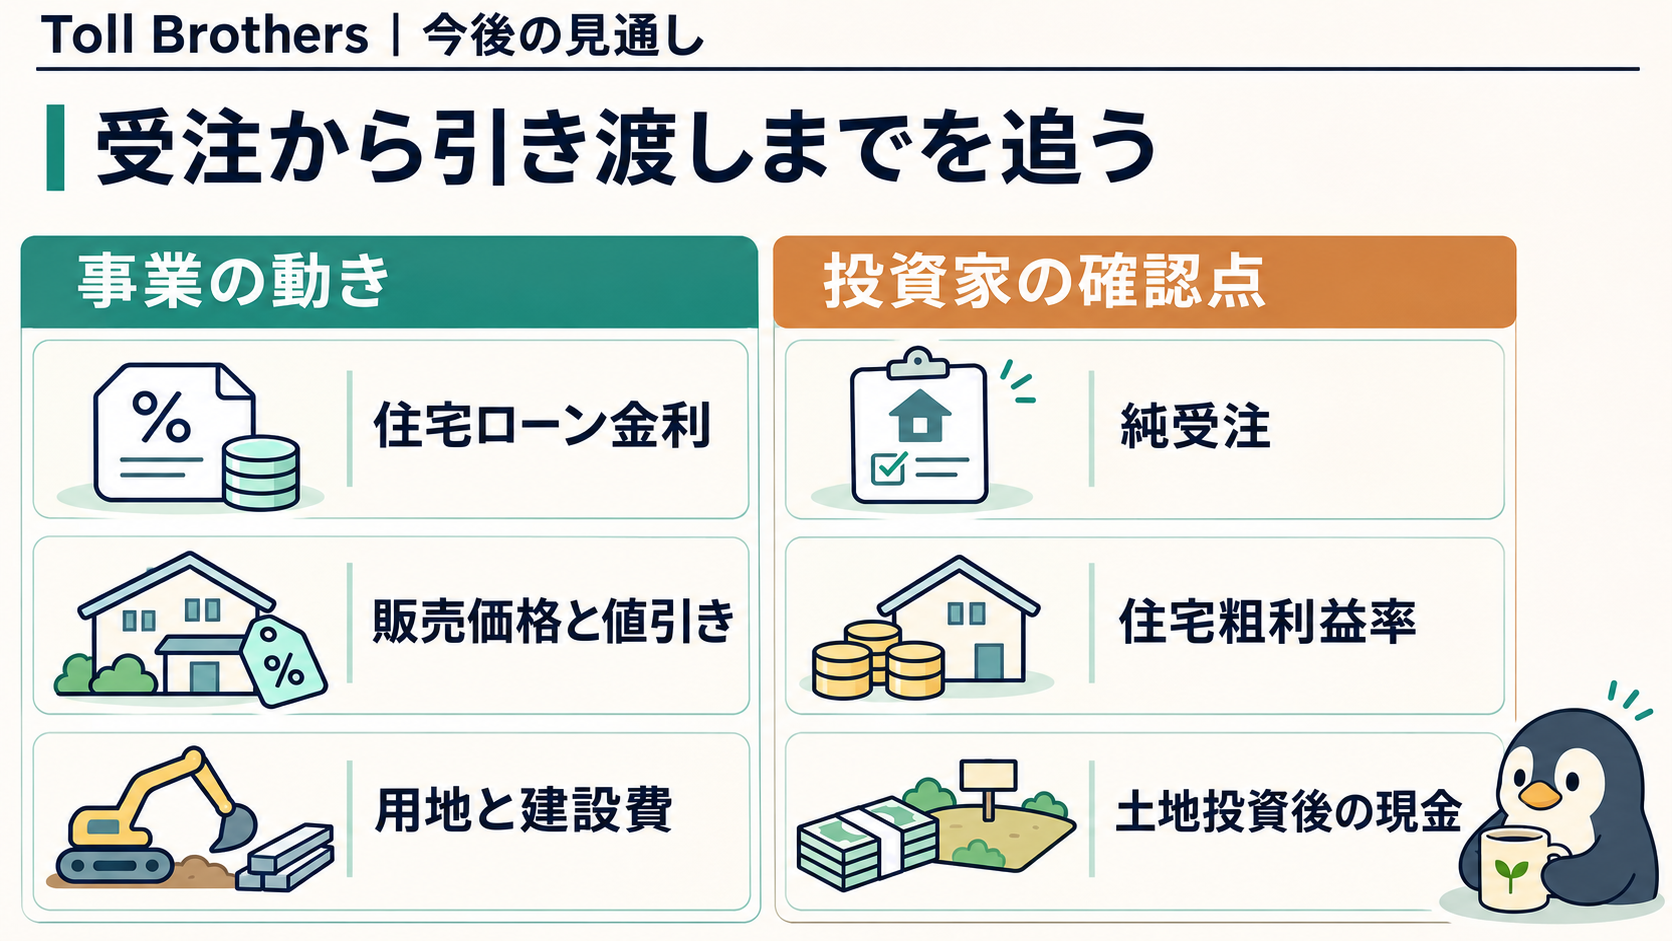 Toll Brothers｜今後の見通し
受注から引き渡しまでを追う
事業の動き
%
住宅ローン金利
%
販売価格と値引き
用地と建設費
投資家の確認点
純受注
住宅粗利益率
土地投資後の現金